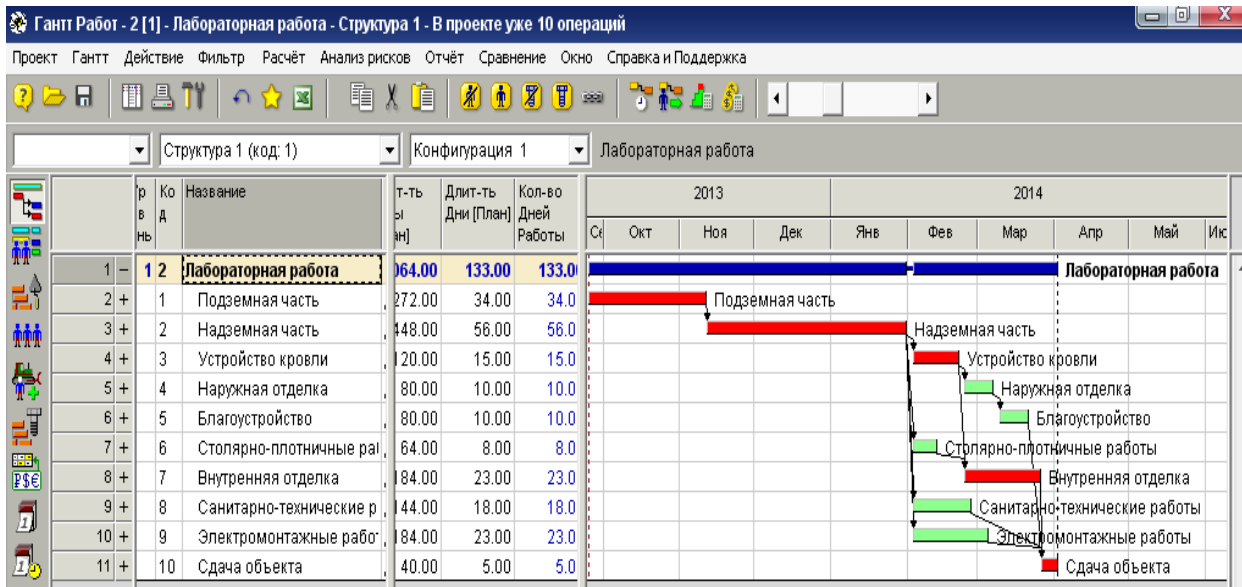 Гантт Работ - 2 [1] - Лабораторная работа - Структура 1 - В проекте уже 10 операций
Проект Гантт Действие Фильтр Расчёт Анализ рисков Отчёт Сравнение Окно Справка и Поддержка
Структура 1 (код: 1) Конфигурация 1 Лабораторная работа
Название Длит-ть Дни [План] Кол-во Дней Работы 2013 2014
Окт Ноя Дек Янв Фев Мар Апр Май
1 − 1 2 Лабораторная работа 064.00 133.00 133.0 Лабораторная работа
2 + 1 Подземная часть 272.00 34.00 34.0 Подземная часть
3 + 2 Надземная часть 448.00 56.00 56.0 Надземная часть
4 + 3 Устройство кровли 120.00 15.00 15.0 Устройство кровли
5 + 4 Наружная отделка 80.00 10.00 10.0 Наружная отделка
6 + 5 Благоустройство 80.00 10.00 10.0 Благоустройство
7 + 6 Столярно-плотничные ра 64.00 8.00 8.0 Столярно-плотничные работы
8 + 7 Внутренняя отделка 184.00 23.00 23.0 Внутренняя отделка
9 + 8 Санитарно-технические р 144.00 18.00 18.0 Санитарно-технические работы
10 + 9 Электромонтажные рабо 184.00 23.00 23.0 Электромонтажные работы
11 + 10 Сдача объекта 40.00 5.00 5.0 Сдача объекта